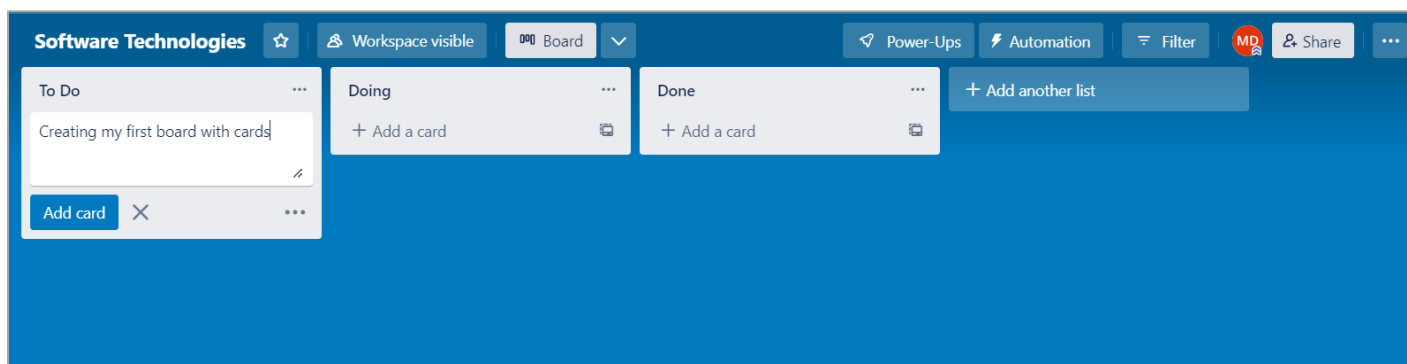 Software Technologies
Workspace visible
Board
Power-Ups
Automation
Filter
MD
Share
To Do
Creating my first board with cards
Add card
Doing
+ Add a card
Done
+ Add a card
+ Add another list